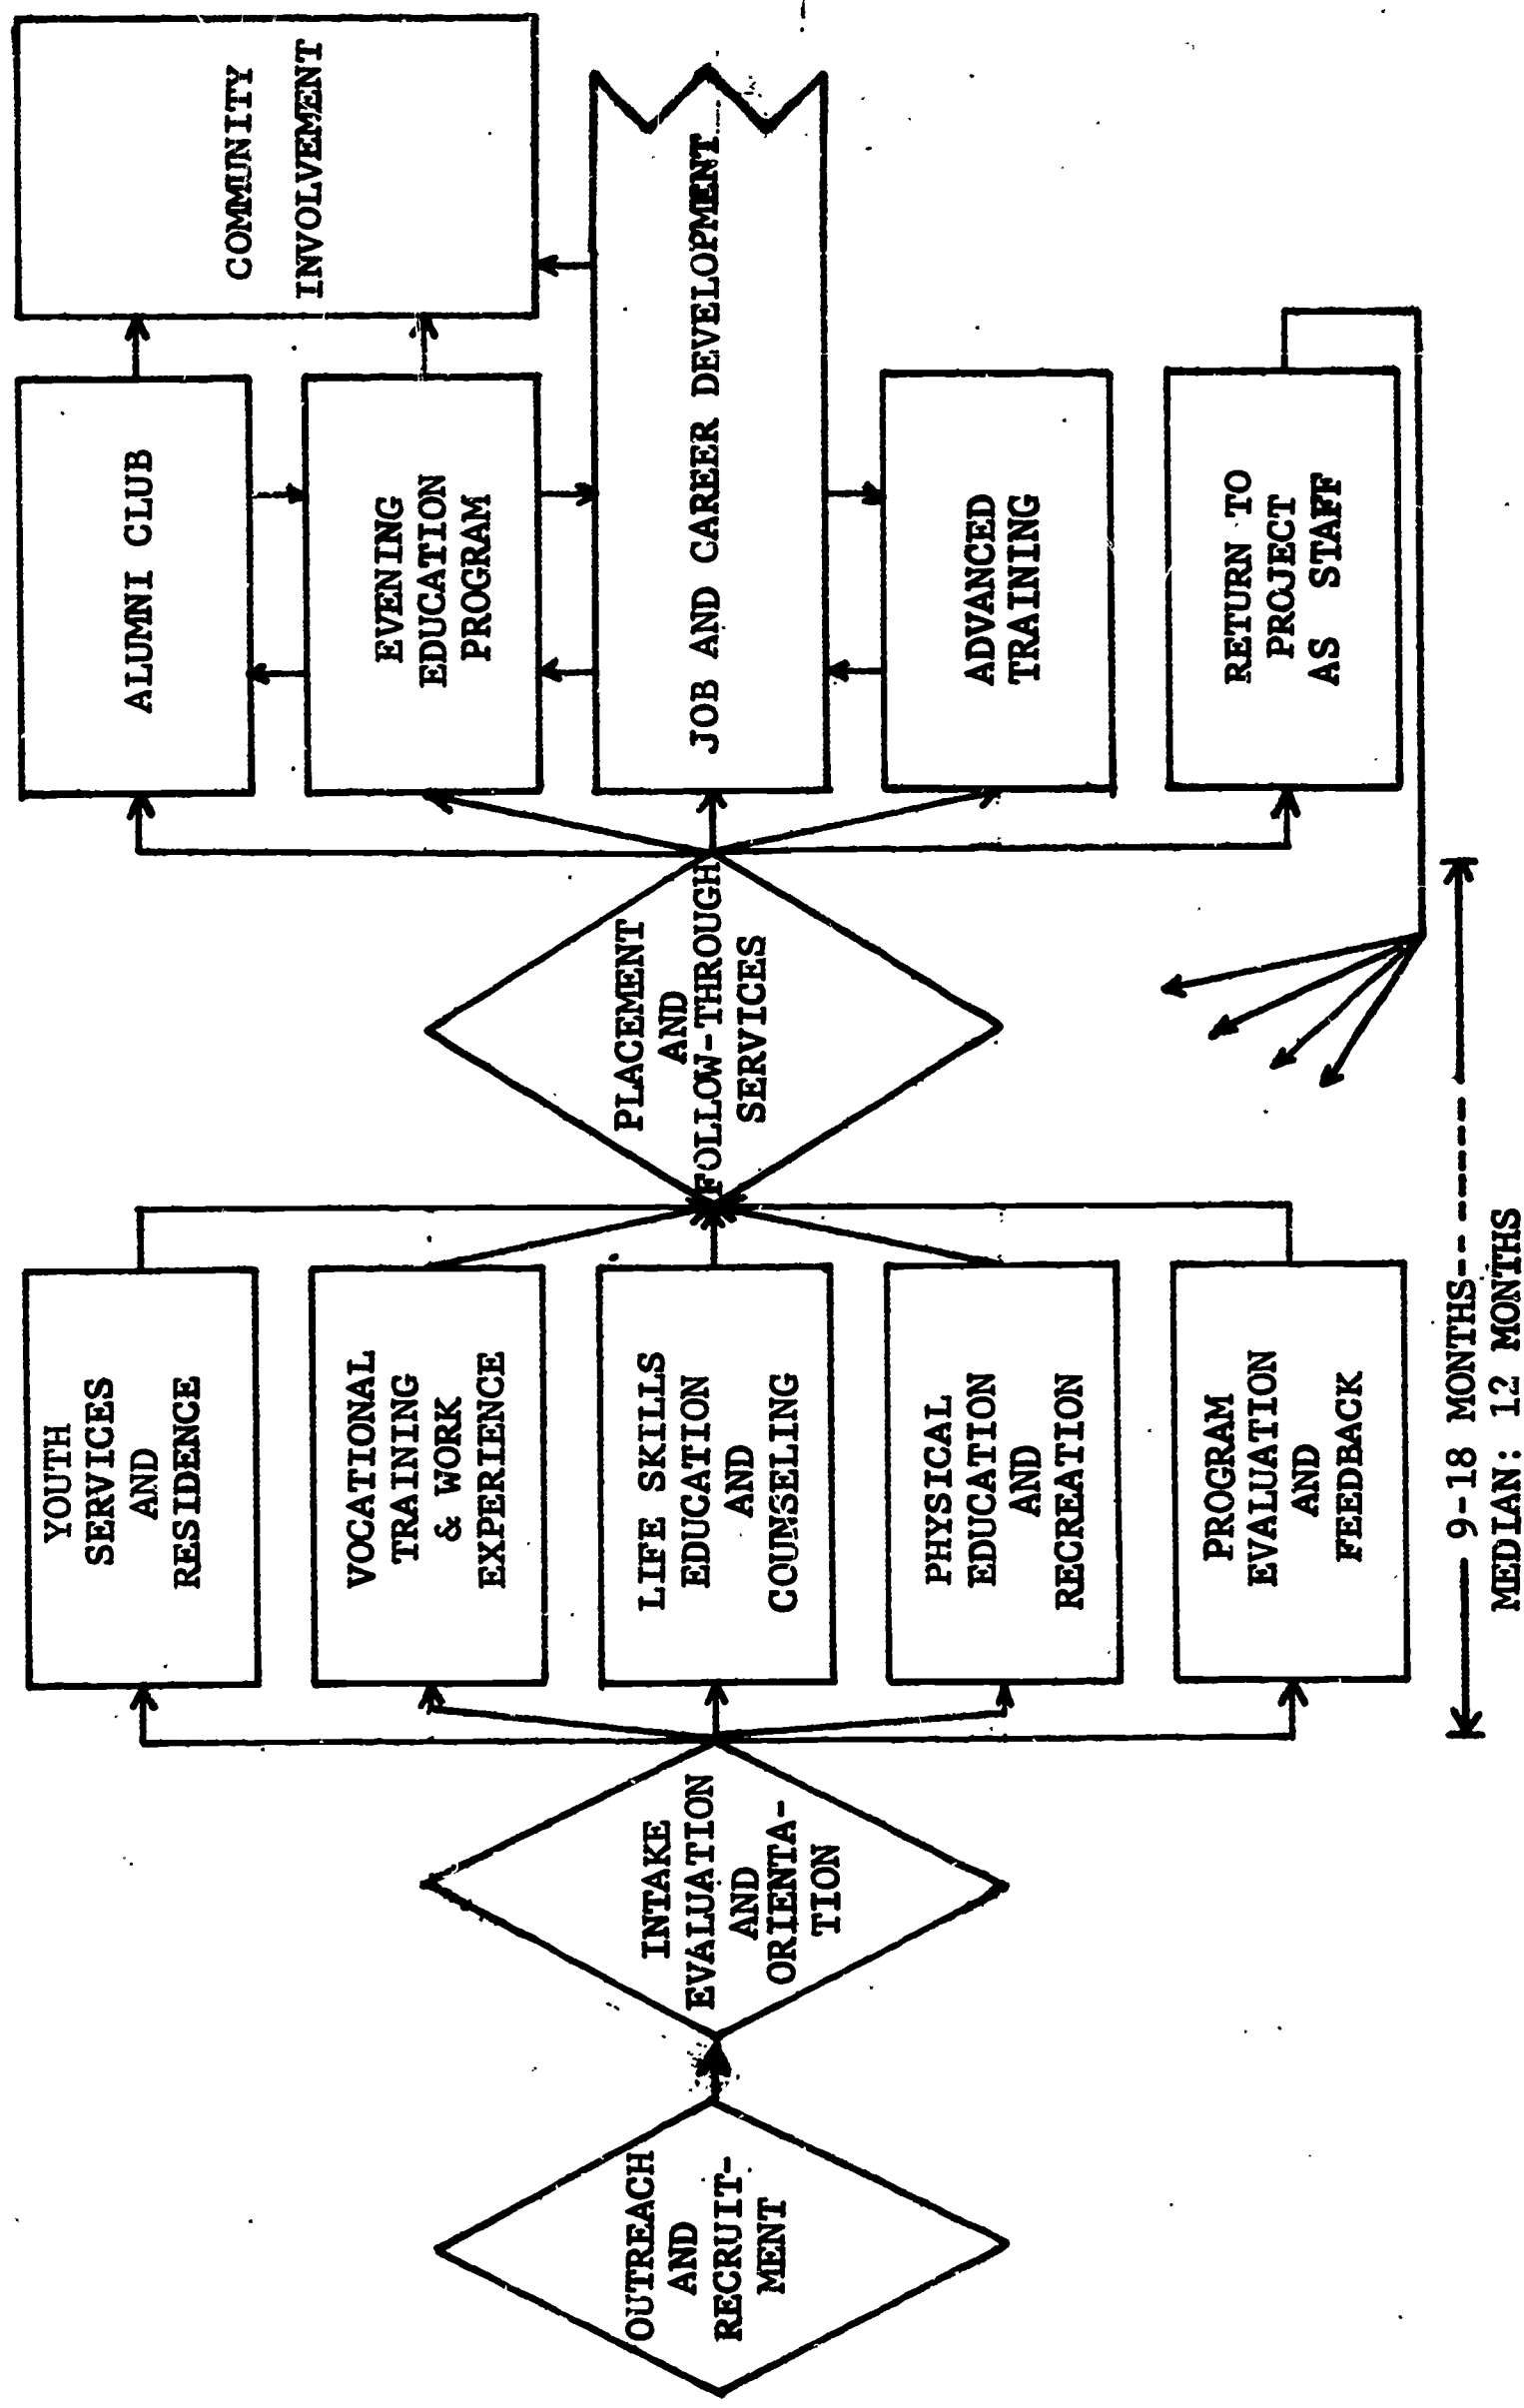 OUTREACH
AND
RECRUIT-
MENT
INTAKE
EVALUATION
AND
ORIENTA-
TION
YOUTH
SERVICES
AND
RESIDENCE
VOCATIONAL
TRAINING
& WORK
EXPERIENCE
LIFE SKILLS
EDUCATION
AND
COUNSELING
PHYSICAL
EDUCATION
AND
RECREATION
PROGRAM
EVALUATION
AND
FEEDBACK
PLACEMENT
AND
FOLLOW-THROUGH
SERVICES
ALUMNI CLUB
EVENING
EDUCATION
PROGRAM
JOB AND CAREER DEVELOPMENT
ADVANCED
TRAINING
RETURN TO
PROJECT
AS STAFF
COMMUNITY
INVOLVEMENT
9-18 MONTHS
MEDIAN: 12 MONTHS